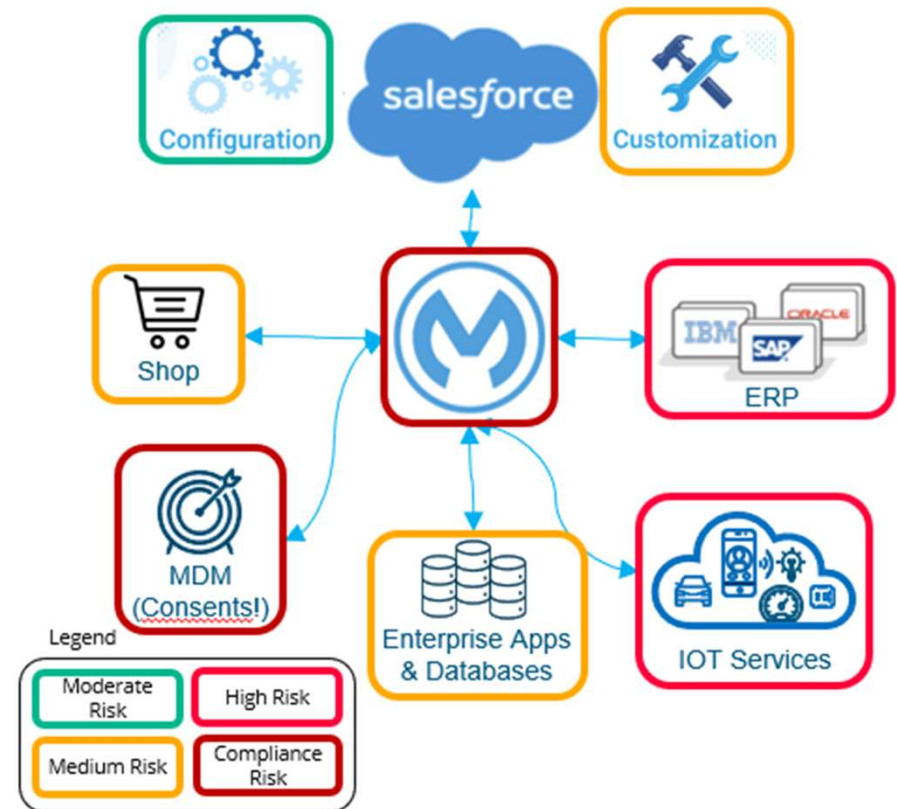 salesforce
Configuration
Customization
Shop
IBM
SAP
ORACLE
ERP
MDM
(Consents!)
Enterprise Apps
& Databases
IOT Services
Legend
Moderate
Risk
High Risk
Medium Risk
Compliance
Risk